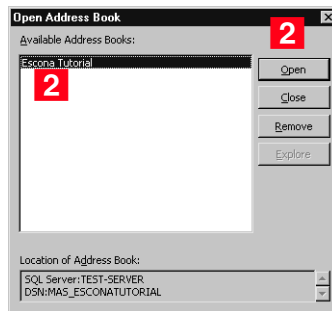 Open Address Book
Available Address Books:
2
Escona Tutorial
2
Open
Close
Remove
Explore
Location of Address Book:
SQL Server:TEST-SERVER
DSN:MAS_ESCONATUTORIAL